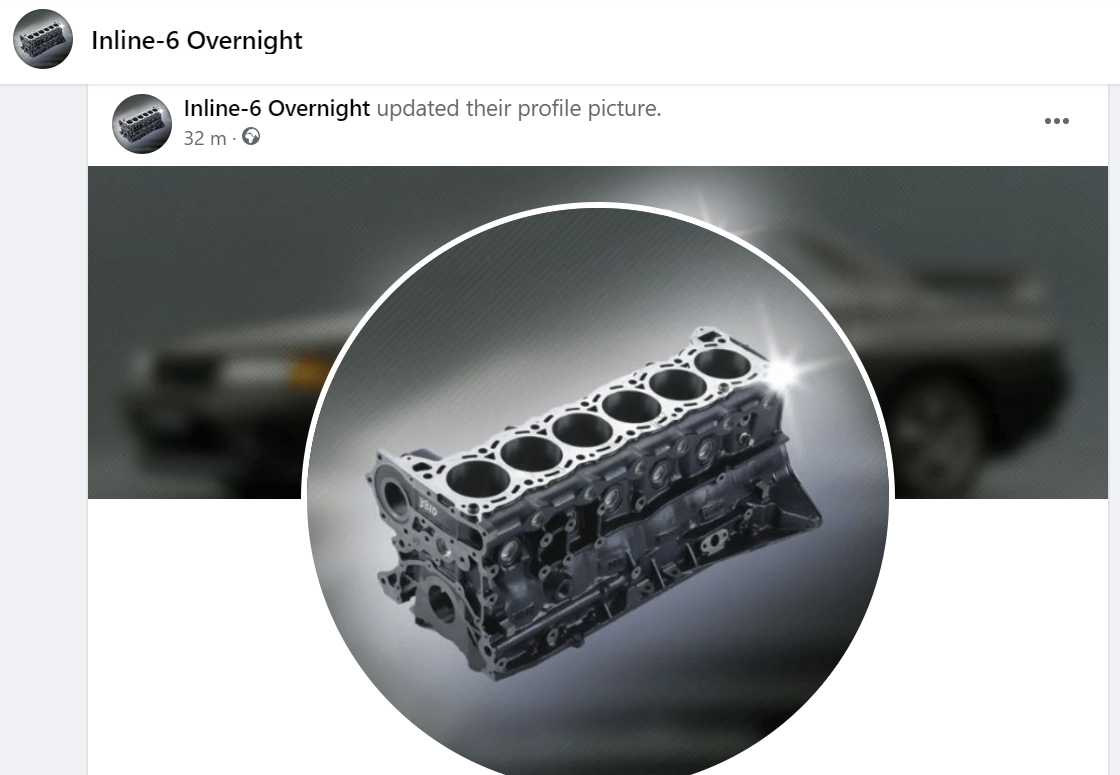 Inline-6 Overnight
Inline-6 Overnight updated their profile picture.
32 m ·